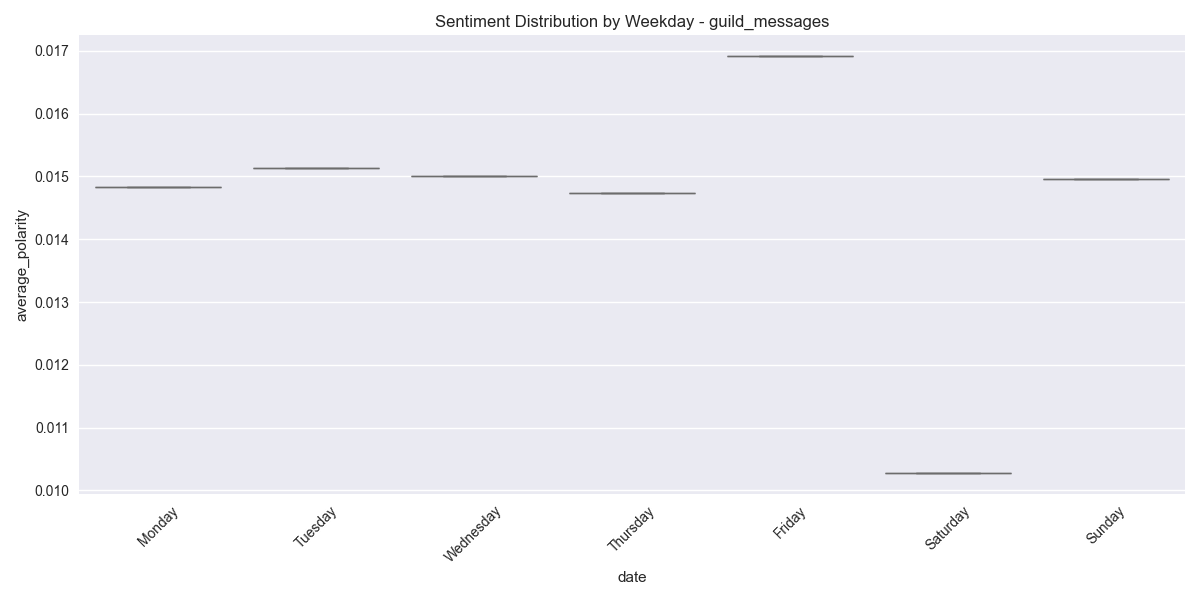 Sentiment Distribution by Weekday - guild_messages
0.017
0.016
0.015
0.014
0.013
0.012
0.011
0.010
average_polarity
Monday
Tuesday
Wednesday
Thursday
Friday
Saturday
Sunday
date